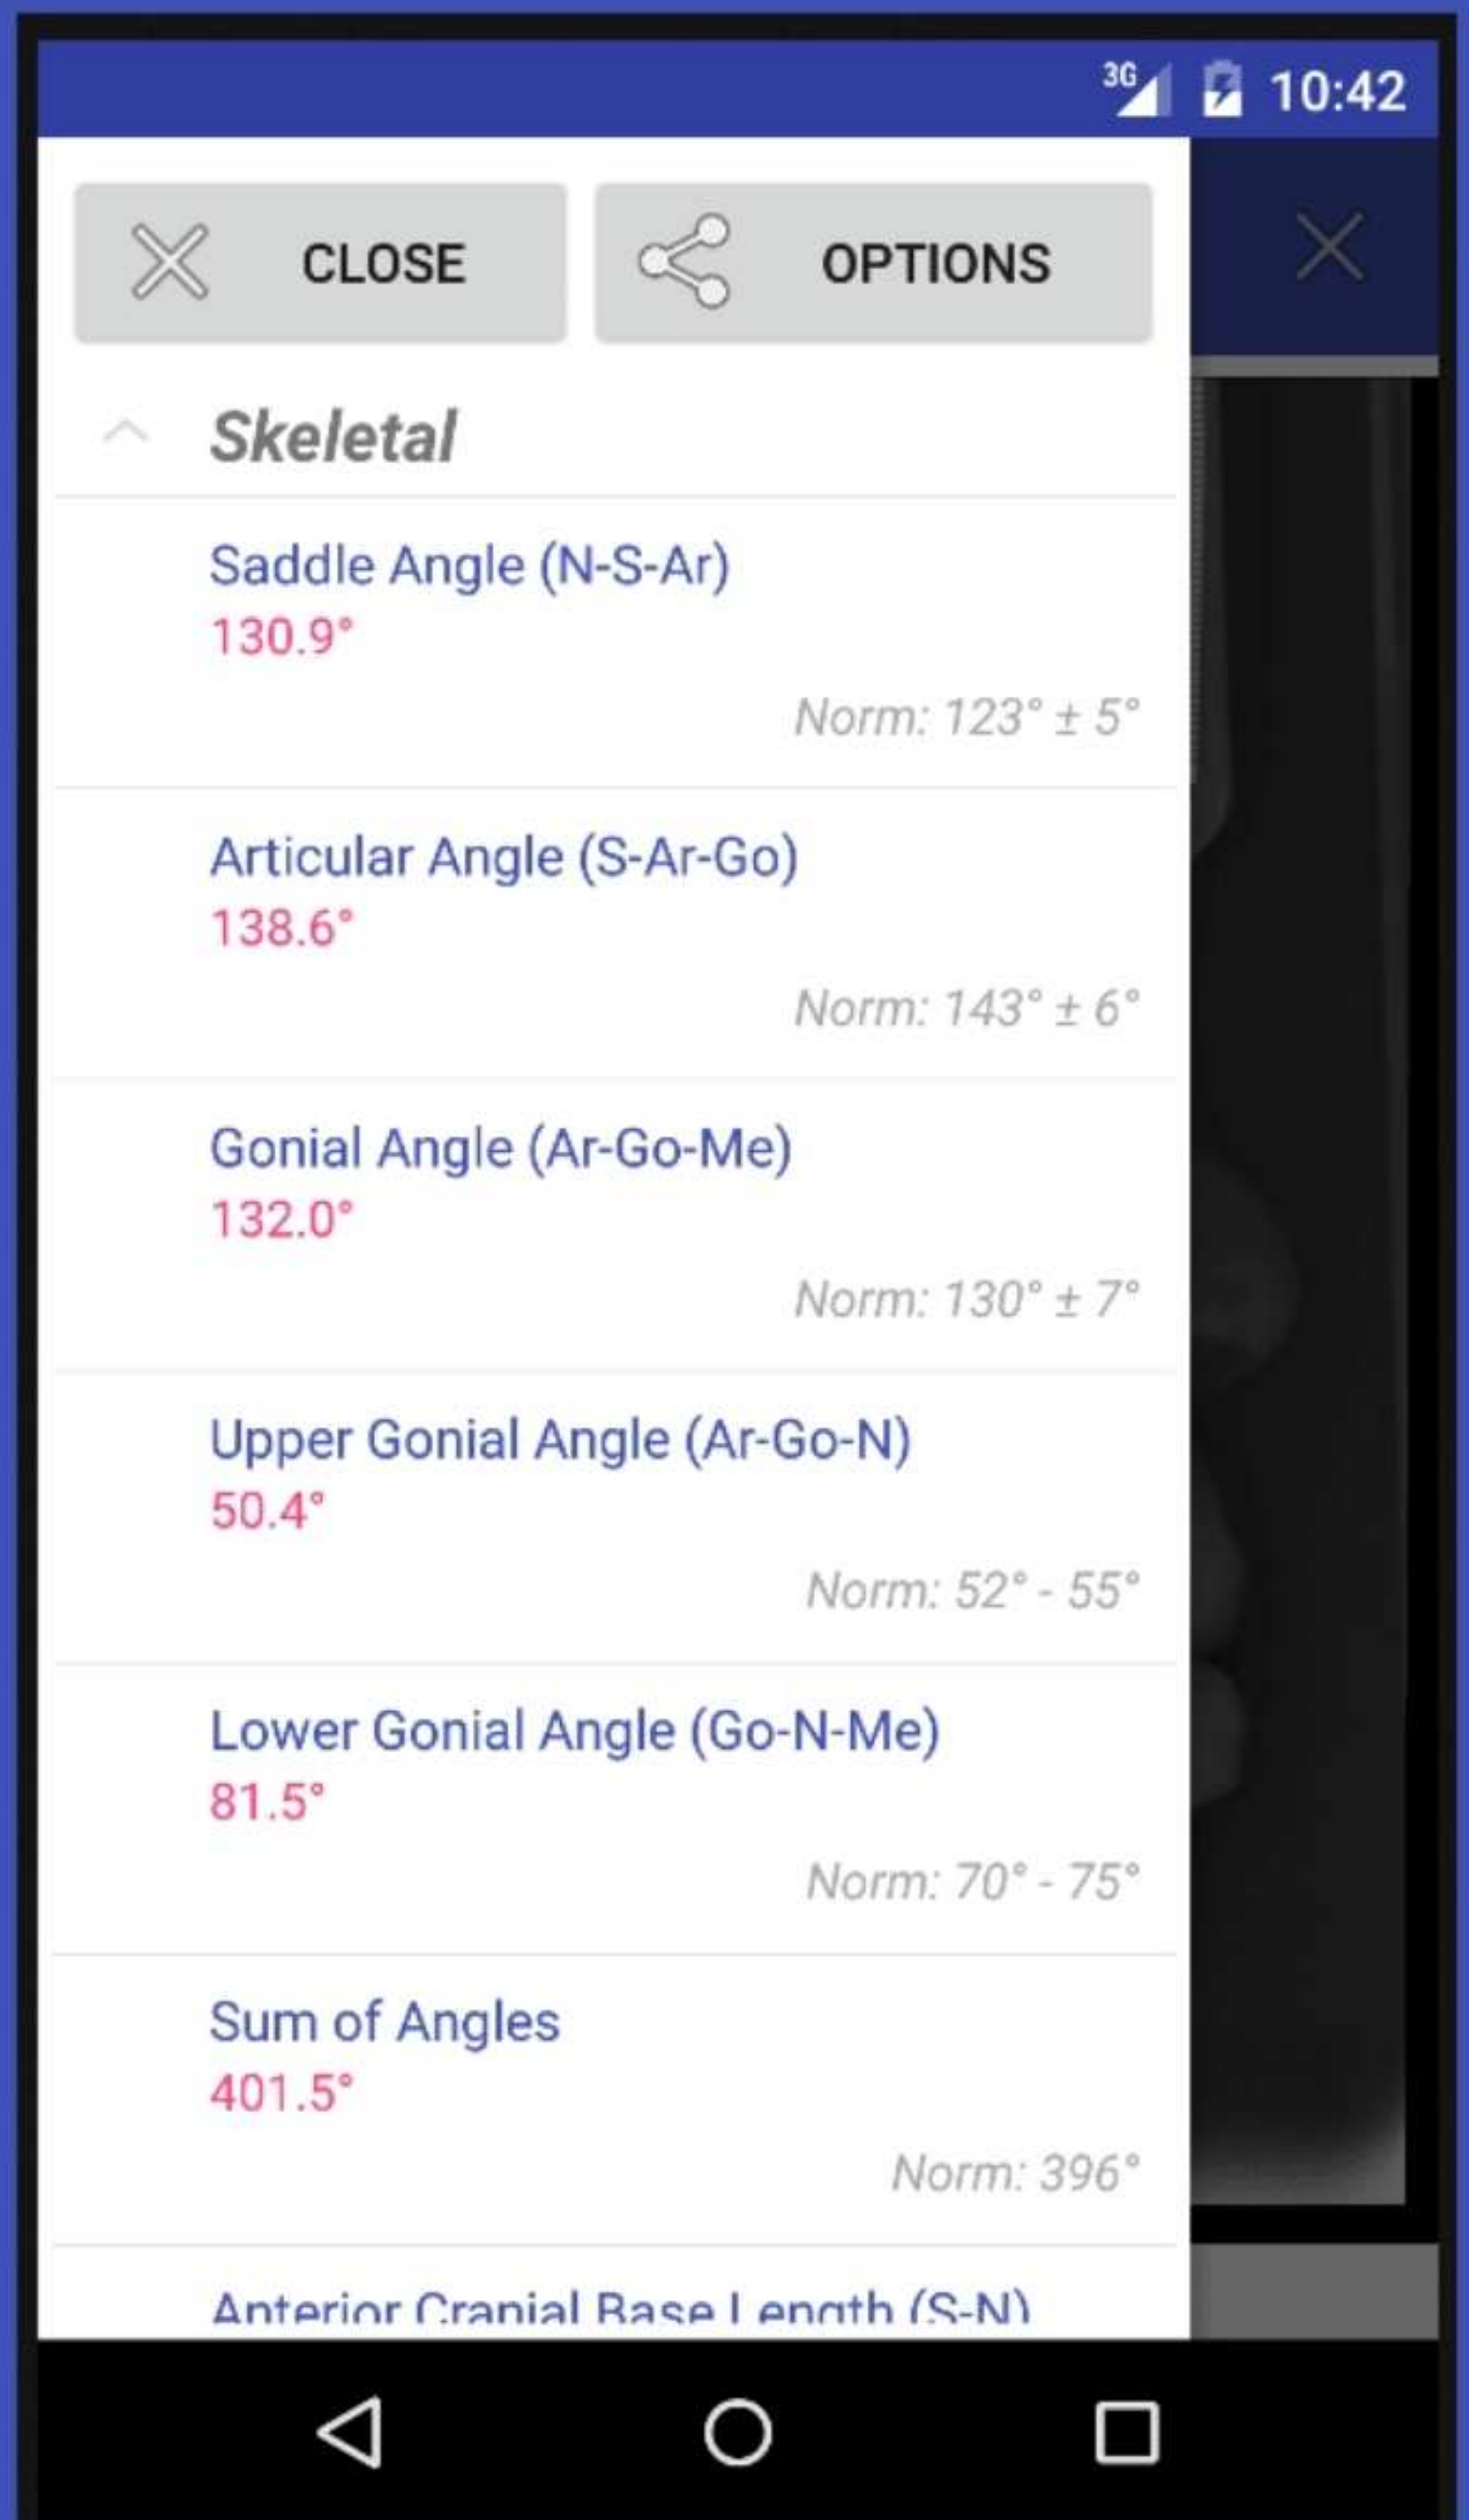 3G 10:42
CLOSE OPTIONS
Skeletal
Saddle Angle (N-S-Ar)
130.9°
Norm: 123° ± 5°
Articular Angle (S-Ar-Go)
138.6°
Norm: 143° ± 6°
Gonial Angle (Ar-Go-Me)
132.0°
Norm: 130° ± 7°
Upper Gonial Angle (Ar-Go-N)
50.4°
Norm: 52° - 55°
Lower Gonial Angle (Go-N-Me)
81.5°
Norm: 70° - 75°
Sum of Angles
401.5°
Norm: 396°
Anterior Cranial Base Length (S-N)